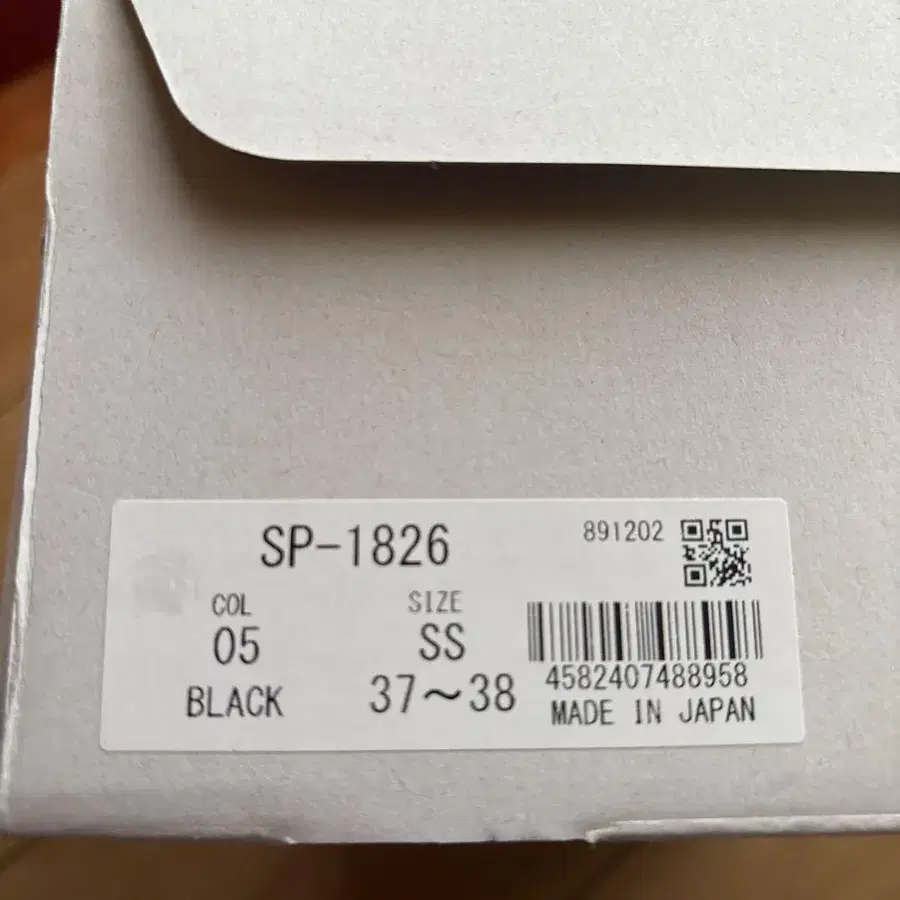 SP-1826
891202
COL
05
BLACK
SIZE
SS
37～38
4582407488958
MADE IN JAPAN